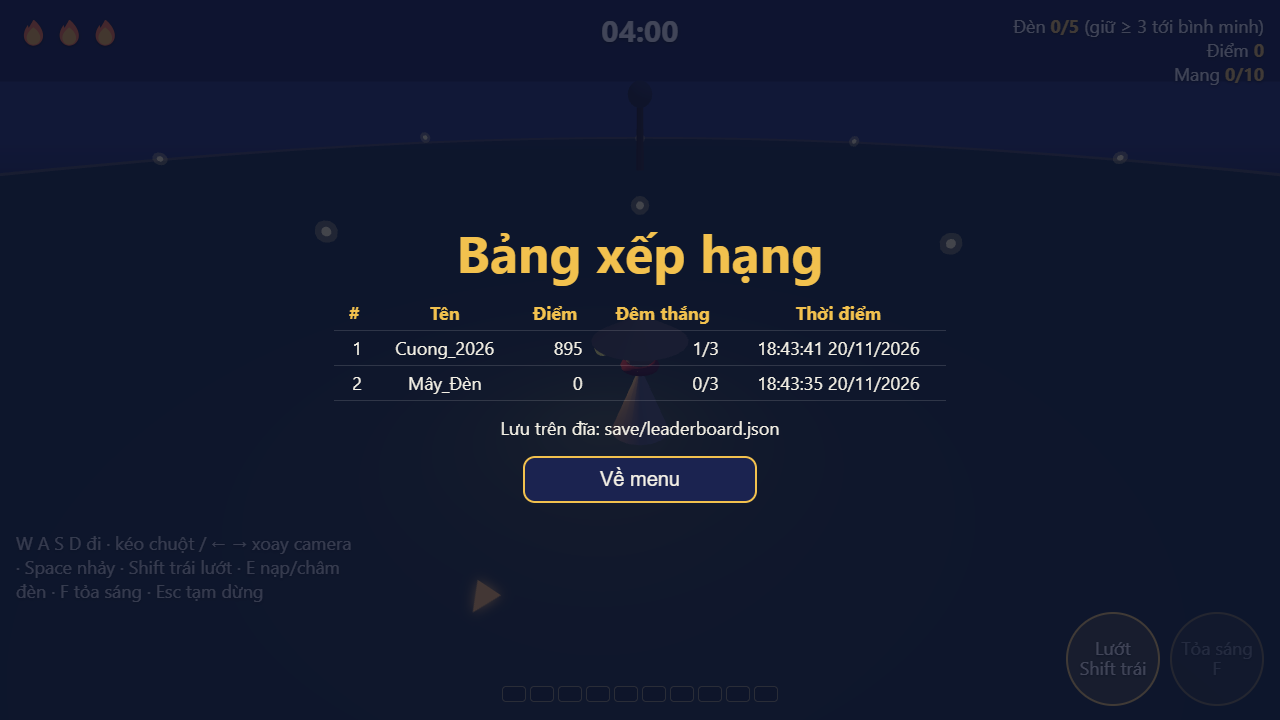 04:00
Đèn 0/5 (giữ ≥ 3 tới bình minh)
Điểm 0
Mang 0/10
Bảng xếp hạng
# Tên Điểm Đêm thắng Thời điểm
1 Cuong_2026 895 1/3 18:43:41 20/11/2026
2 Mây_Đèn 0 0/3 18:43:35 20/11/2026
Lưu trên đĩa: save/leaderboard.json
Về menu
W A S D đi · kéo chuột / ← → xoay camera
· Space nhảy · Shift trái lướt · E nạp/châm
đèn · F tỏa sáng · Esc tạm dừng
Lướt
Shift trái
Tỏa sáng
F